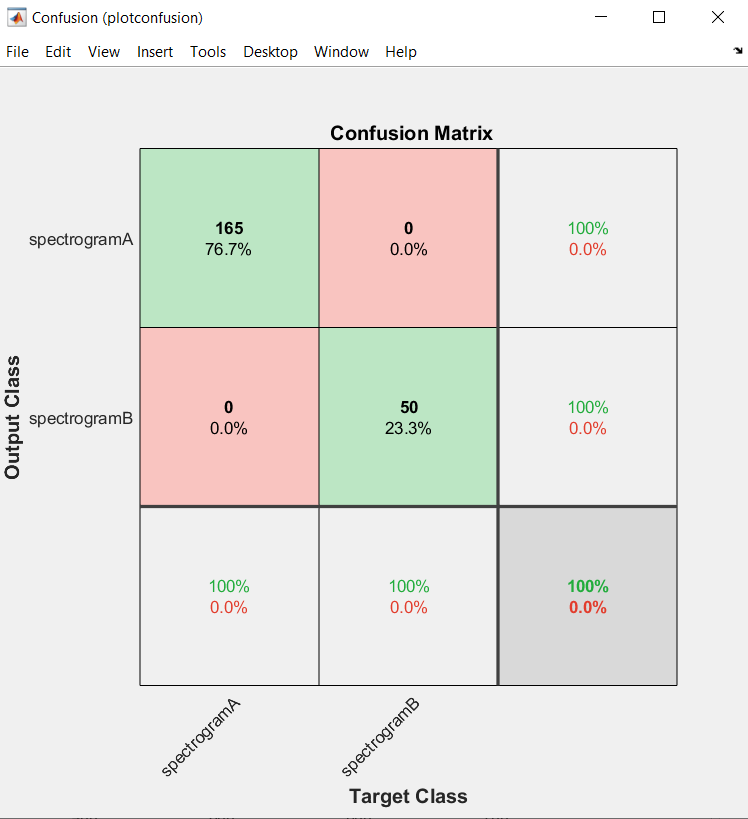 Confusion (plotconfusion)
File Edit View Insert Tools Desktop Window Help
Confusion Matrix
Output Class
spectrogramA
165
76.7%
0
0.0%
100%
0.0%
spectrogramB
0
0.0%
50
23.3%
100%
0.0%
100%
0.0%
100%
0.0%
100%
0.0%
spectrogramA
spectrogramB
Target Class